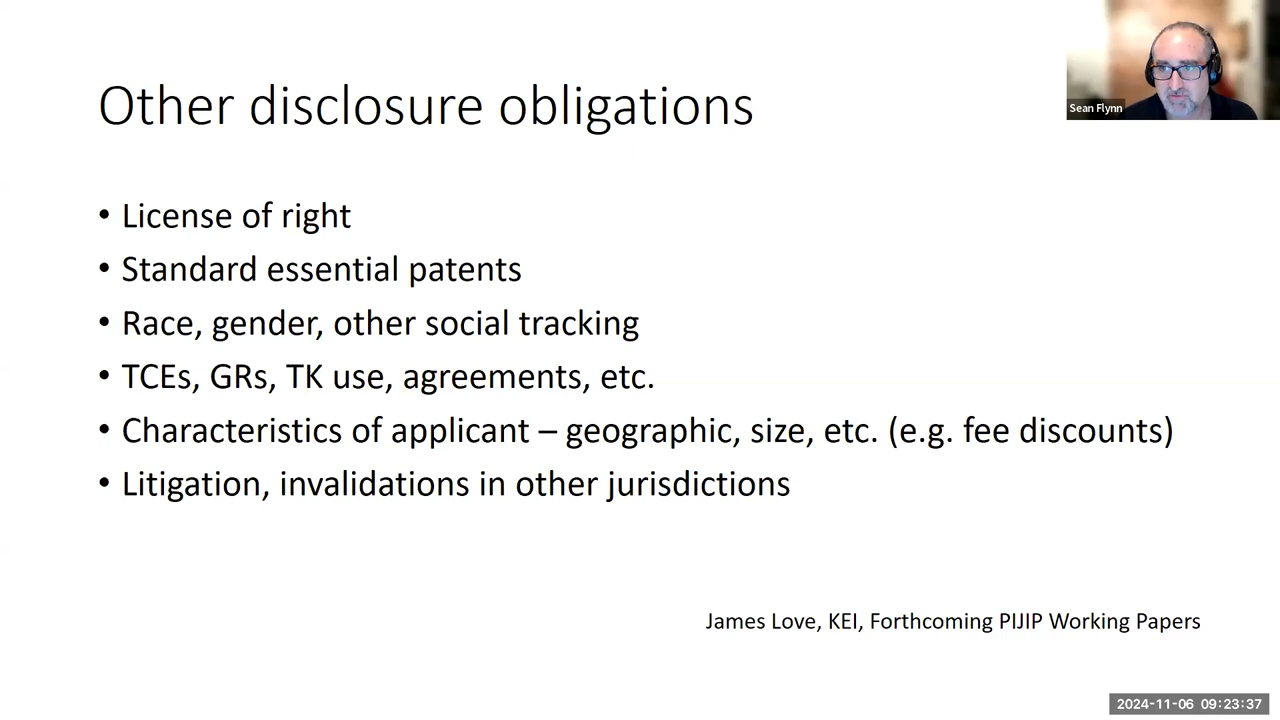 Other disclosure obligations
Sean Flynn
• License of right
• Standard essential patents
• Race, gender, other social tracking
• TCEs, GRs, TK use, agreements, etc.
• Characteristics of applicant – geographic, size, etc. (e.g. fee discounts)
• Litigation, invalidations in other jurisdictions
James Love, KEI, Forthcoming PIJIP Working Papers
2024-11-06 09:23:37